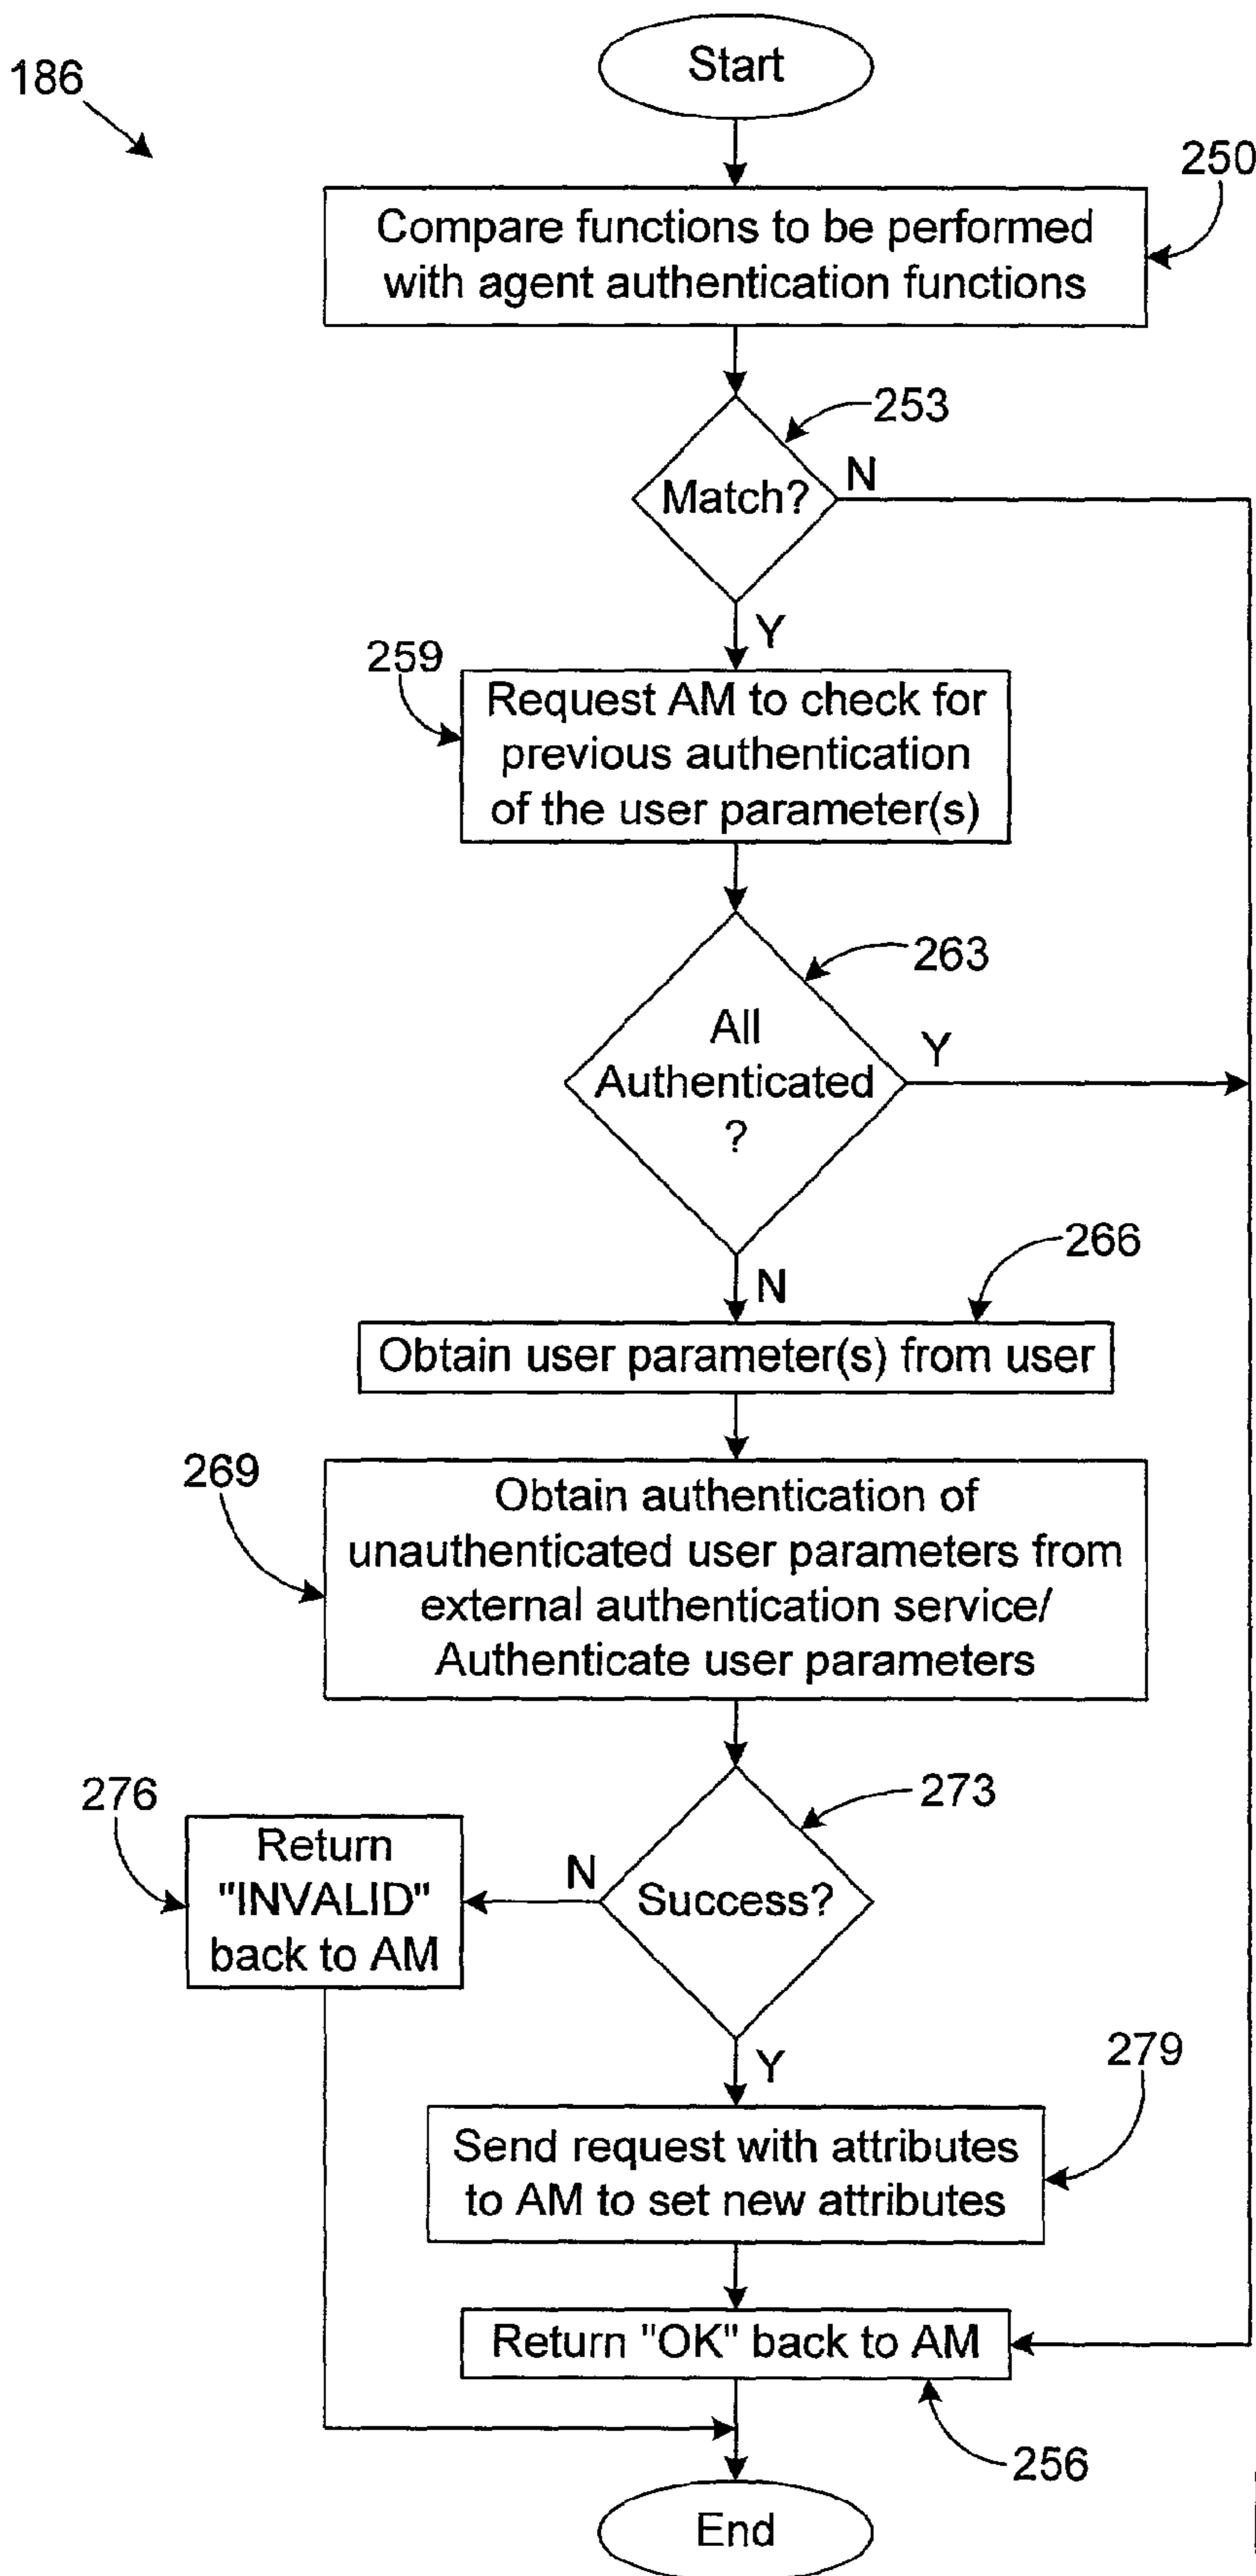 Start
186
250
Compare functions to be performed
with agent authentication functions
253
Match?
N
Y
259
Request AM to check for
previous authentication
of the user parameter(s)
263
All
Authenticated
?
Y
N
266
Obtain user parameter(s) from user
269
Obtain authentication of
unauthenticated user parameters from
external authentication service/
Authenticate user parameters
276
273
Return
"INVALID"
back to AM
N
Success?
Y
279
Send request with attributes
to AM to set new attributes
Return "OK" back to AM
256
End